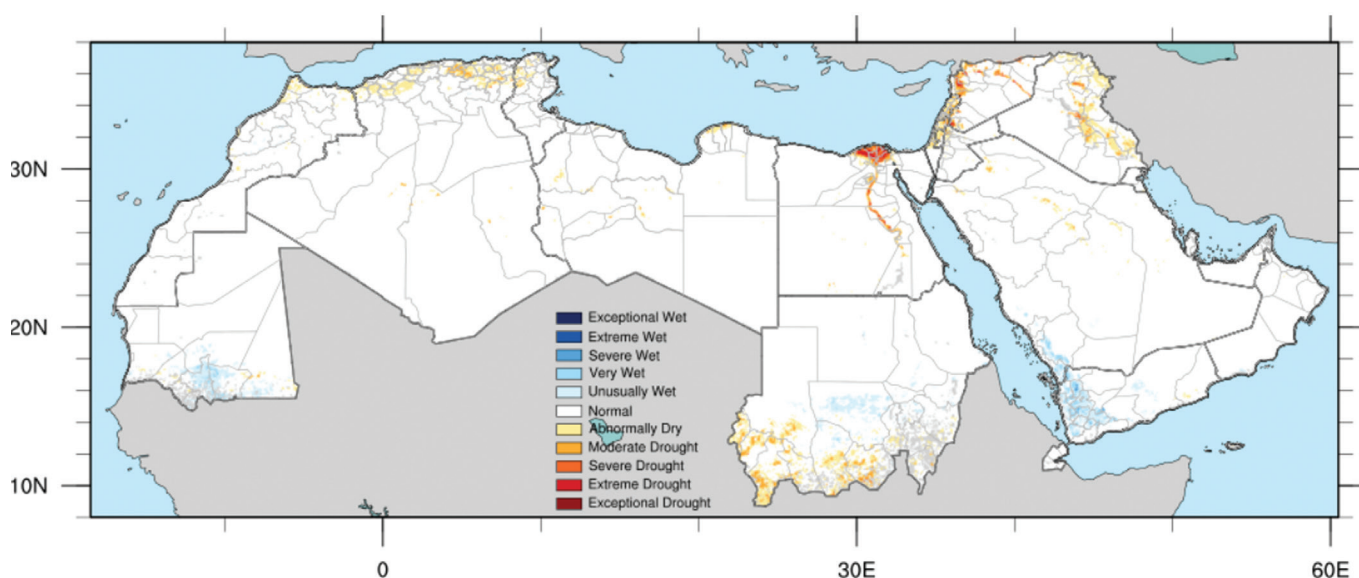 30N
20N
10N
Exceptional Wet
Extreme Wet
Severe Wet
Very Wet
Unusually Wet
Normal
Abnormally Dry
Moderate Drought
Severe Drought
Extreme Drought
Exceptional Drought
0
30E
60E